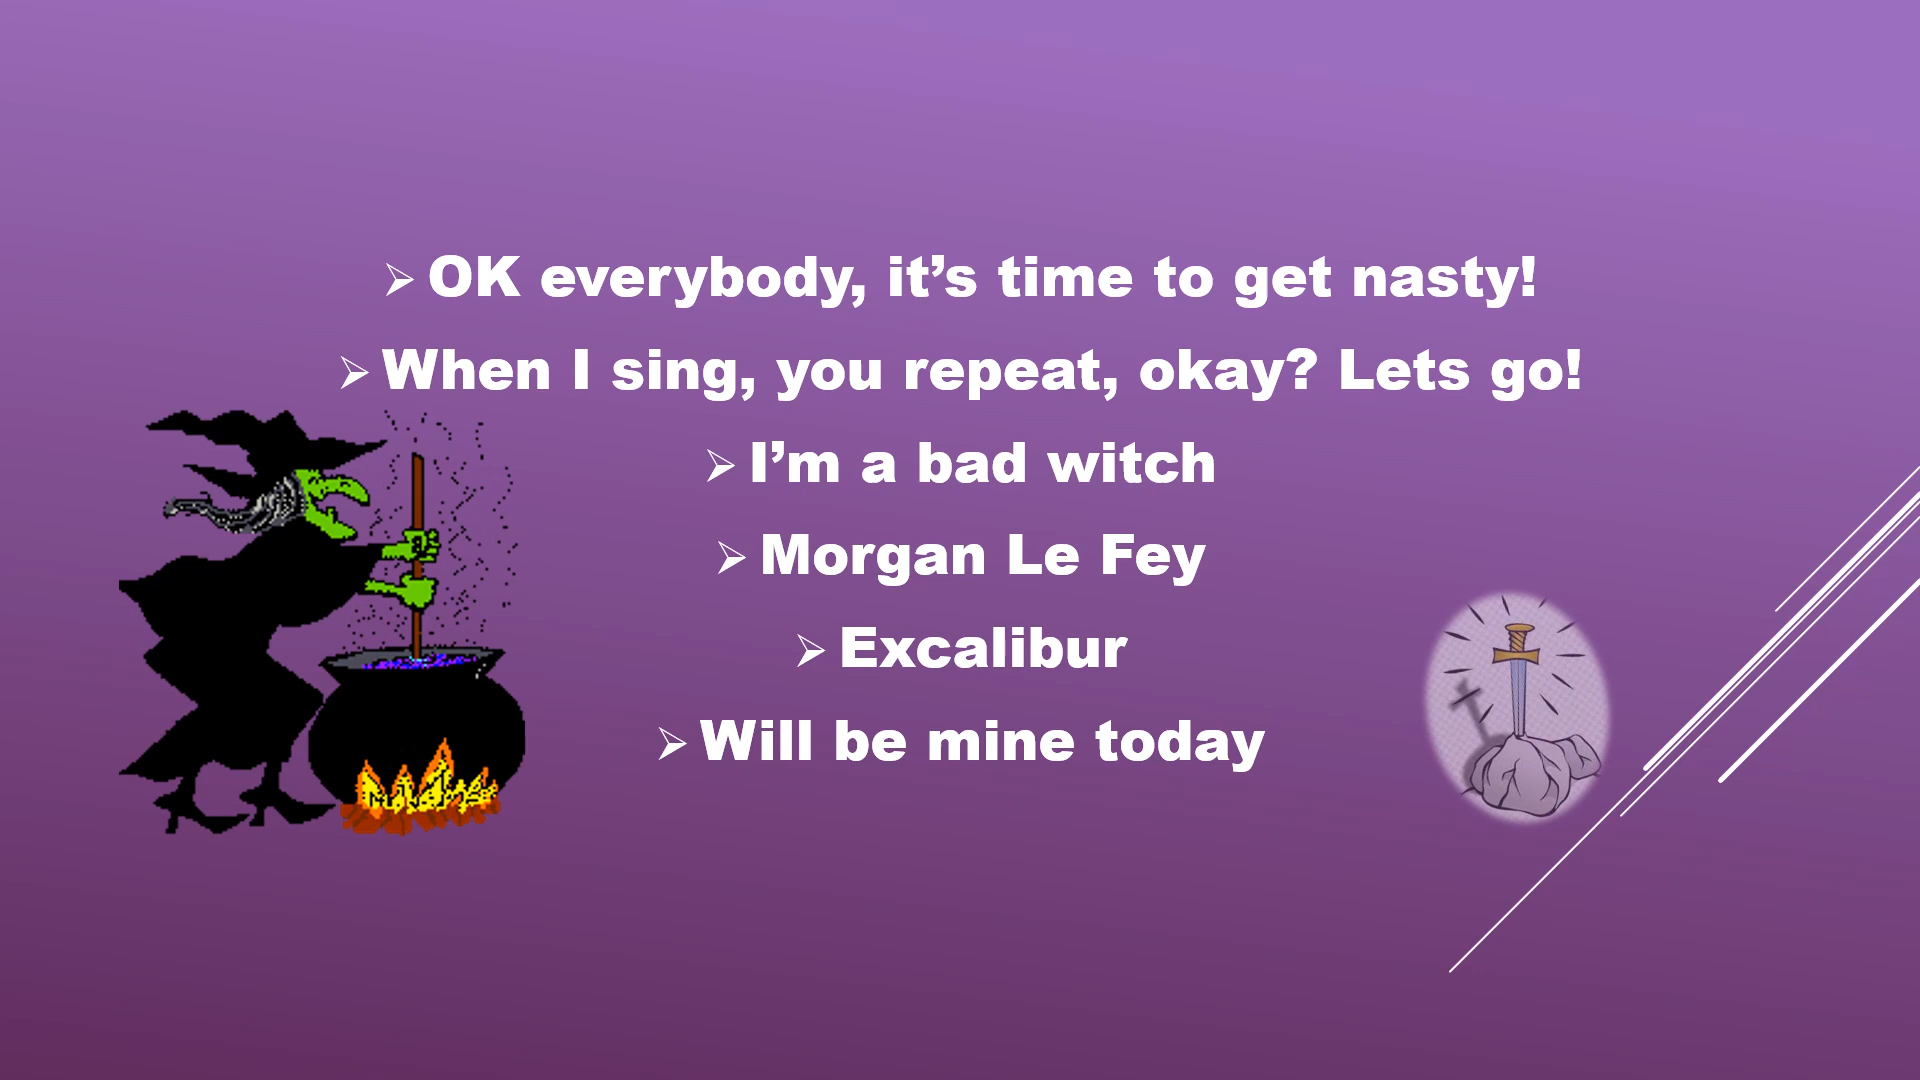 OK everybody, it’s time to get nasty!
When I sing, you repeat, okay? Lets go!
I’m a bad witch
Morgan Le Fey
Excalibur
Will be mine today